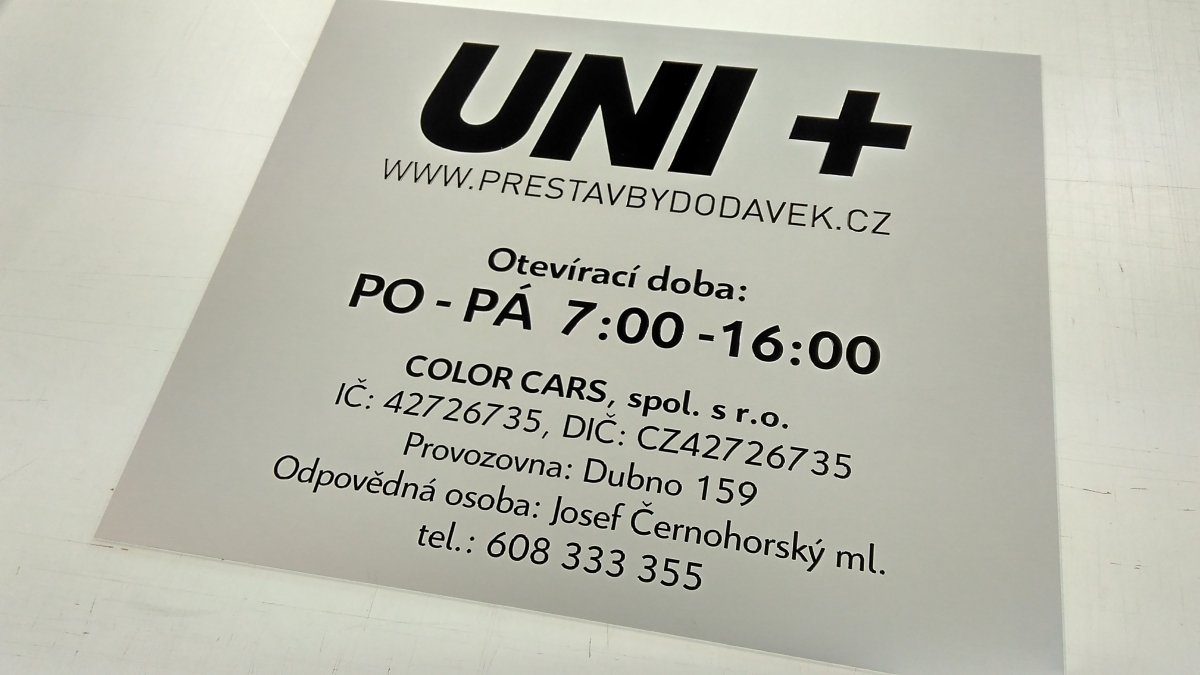 UNI +
WWW.PRESTAVBYDODAVEK.CZ
Otevírací doba:
PO - PÁ 7:00 -16:00
COLOR CARS, spol. s r.o.
IČ: 42726735, DIČ: CZ42726735
Provozovna: Dubno 159
Odpovědná osoba: Josef Černohorský ml.
tel.: 608 333 355